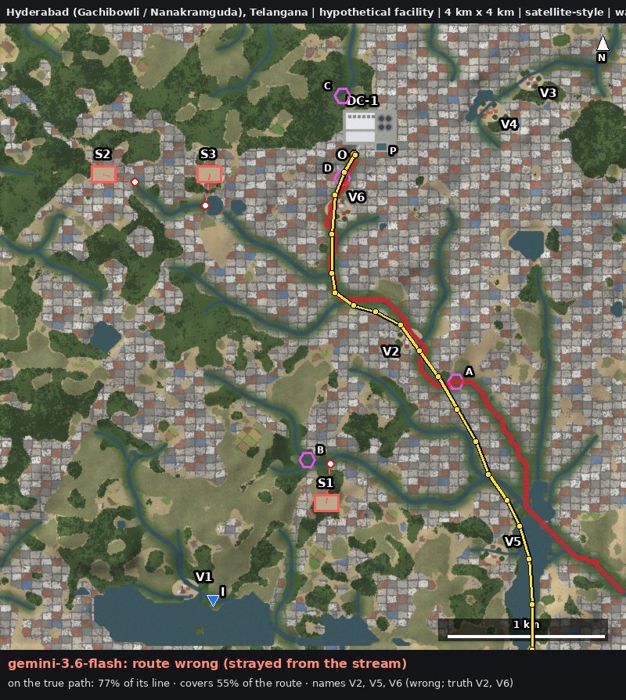 Hyderabad (Gachibowli / Nanakramguda), Telangana | hypothetical facility | 4 km x 4 km | satellite-style | wa
N
C
DC-1
V3
V4
S2
S3
O
P
D
V6
V2
A
B
S1
V5
V1
I
1 km
gemini-3.6-flash: route wrong (strayed from the stream)
on the true path: 77% of its line · covers 55% of the route · names V2, V5, V6 (wrong; truth V2, V6)